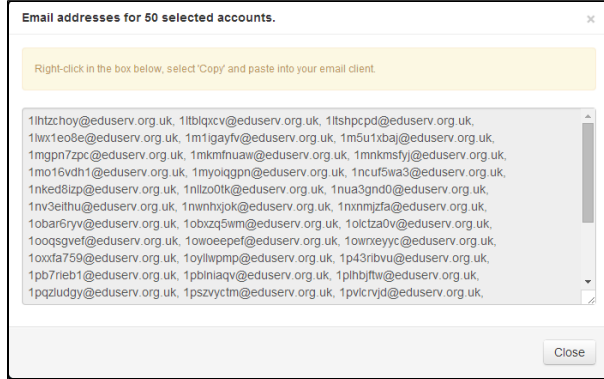 Email addresses for 50 selected accounts.
×
Right-click in the box below, select 'Copy' and paste into your email client.
1lhtzchoy@eduserv.org.uk, 1ltblqxcv@eduserv.org.uk, 1ltshpcpd@eduserv.org.uk,
1lwx1eo8e@eduserv.org.uk, 1m1igayfv@eduserv.org.uk, 1m5u1xbaj@eduserv.org.uk,
1mgpn7zpc@eduserv.org.uk, 1mkmfnuaw@eduserv.org.uk, 1mnkmsfyj@eduserv.org.uk,
1mo16vdh1@eduserv.org.uk, 1myoiqgpn@eduserv.org.uk, 1ncuf5wa3@eduserv.org.uk,
1nked8izp@eduserv.org.uk, 1nllzo0tk@eduserv.org.uk, 1nua3gnd0@eduserv.org.uk,
1nv3eithu@eduserv.org.uk, 1nwnhxjok@eduserv.org.uk, 1nxnmjzfa@eduserv.org.uk,
1obar6ryv@eduserv.org.uk, 1obxzq5wm@eduserv.org.uk, 1olctza0v@eduserv.org.uk,
1ooqsgvef@eduserv.org.uk, 1owoeepef@eduserv.org.uk, 1owrxeyyc@eduserv.org.uk,
1oxxfa759@eduserv.org.uk, 1oyllwpmp@eduserv.org.uk, 1p43ribvu@eduserv.org.uk,
1pb7rieb1@eduserv.org.uk, 1pblniaqv@eduserv.org.uk, 1plhbjftw@eduserv.org.uk,
1pqzludgy@eduserv.org.uk, 1pszvyctm@eduserv.org.uk, 1pvlcrvjd@eduserv.org.uk,
Close